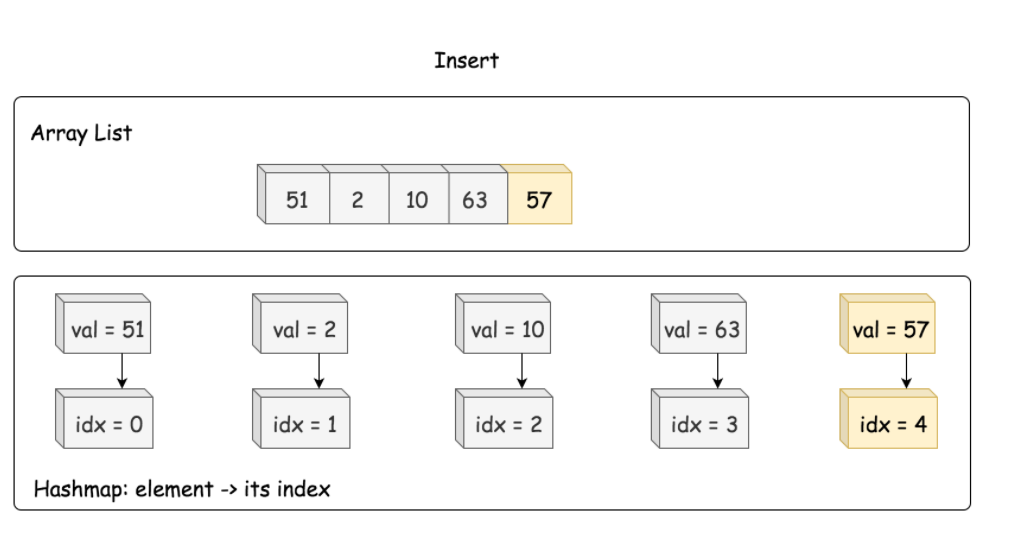 Insert
Array List
51 2 10 63 57
val = 51 val = 2 val = 10 val = 63 val = 57
idx = 0 idx = 1 idx = 2 idx = 3 idx = 4
Hashmap: element -> its index